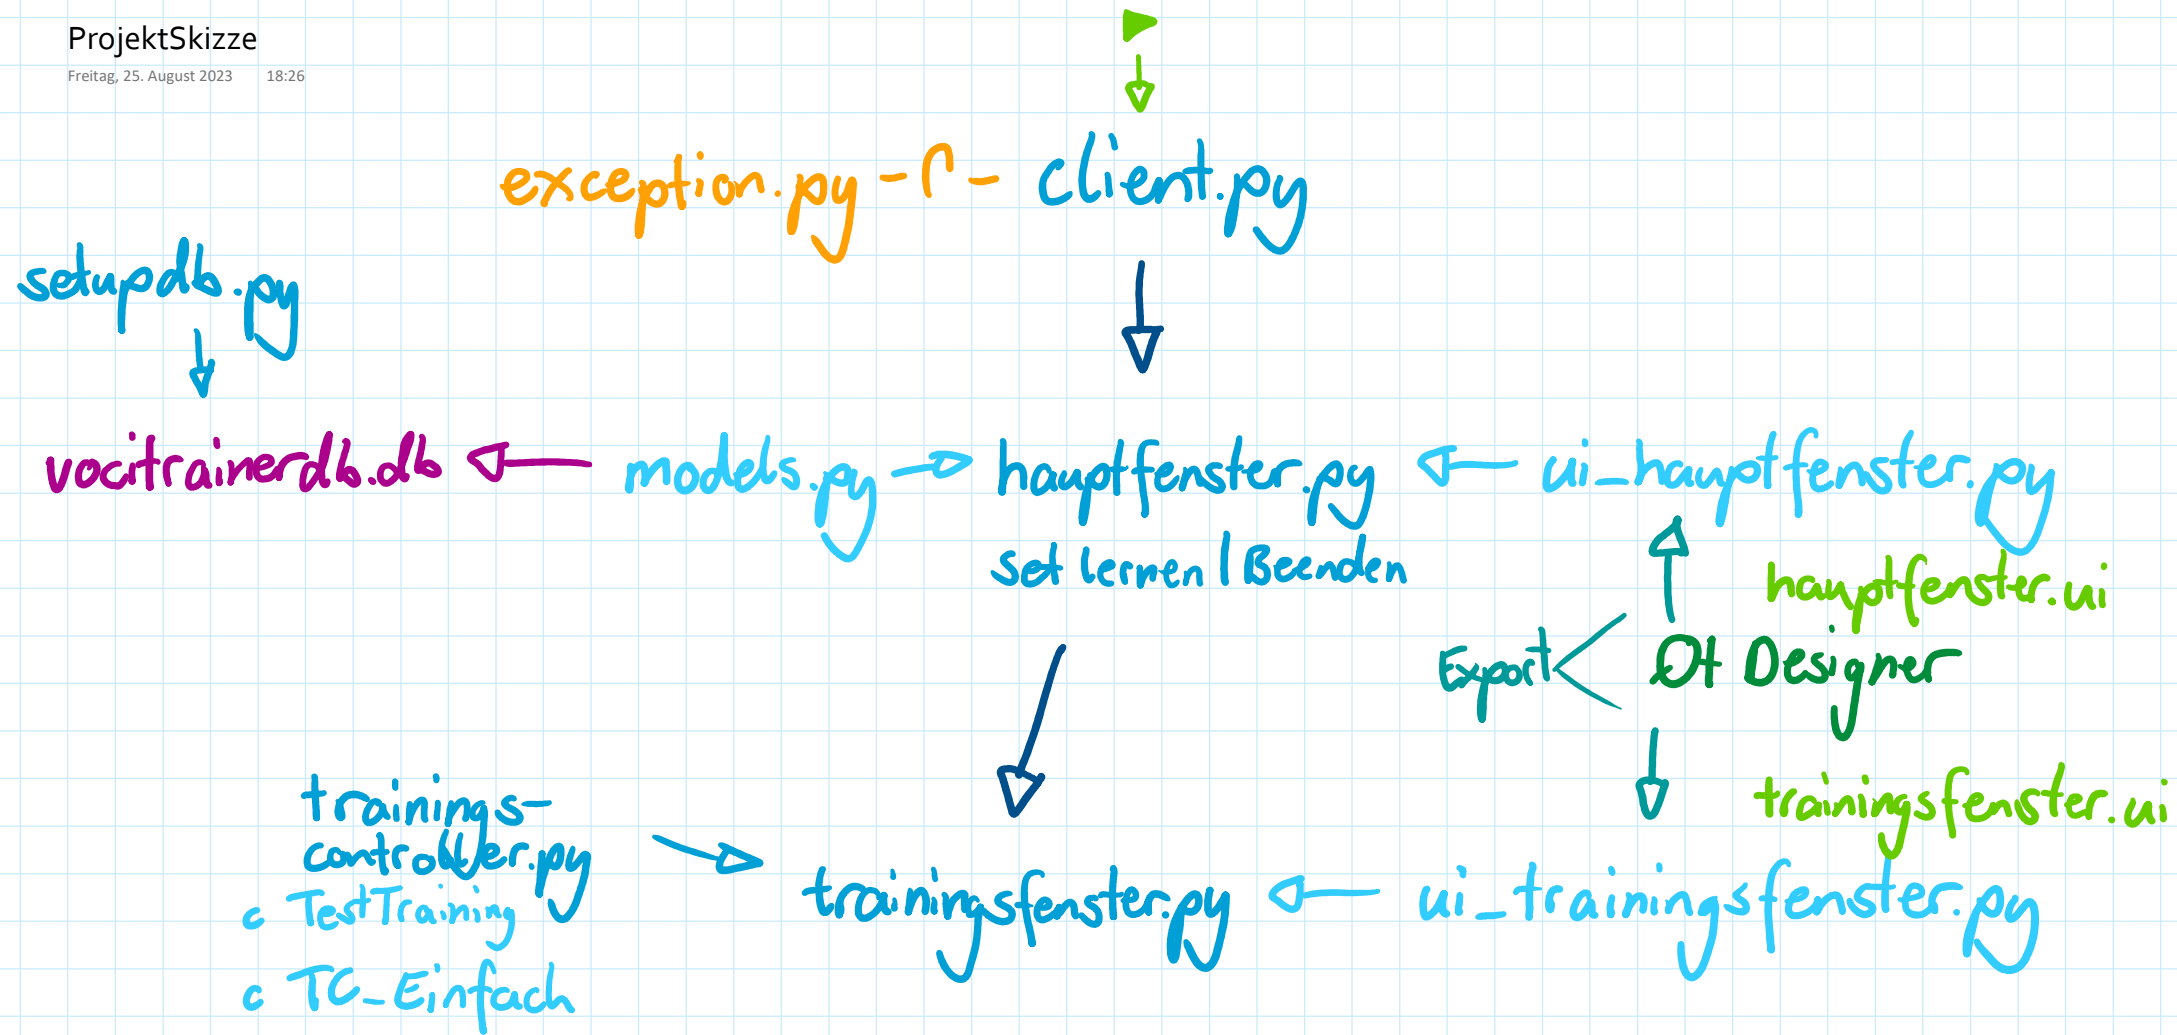 ProjektSkizze
Freitag, 25. August 2023 18:26
exception.py
client.py
setupdb.py
vocitrainerdb.db
models.py
hauptfenster.py
ui_hauptfenster.py
set lernen | Beenden
hauptfenster.ui
Export
Qt Designer
trainingsfenster.ui
trainings-
controller.py
trainingsfenster.py
ui_trainingsfenster.py
c TestTraining
c TC_Einfach